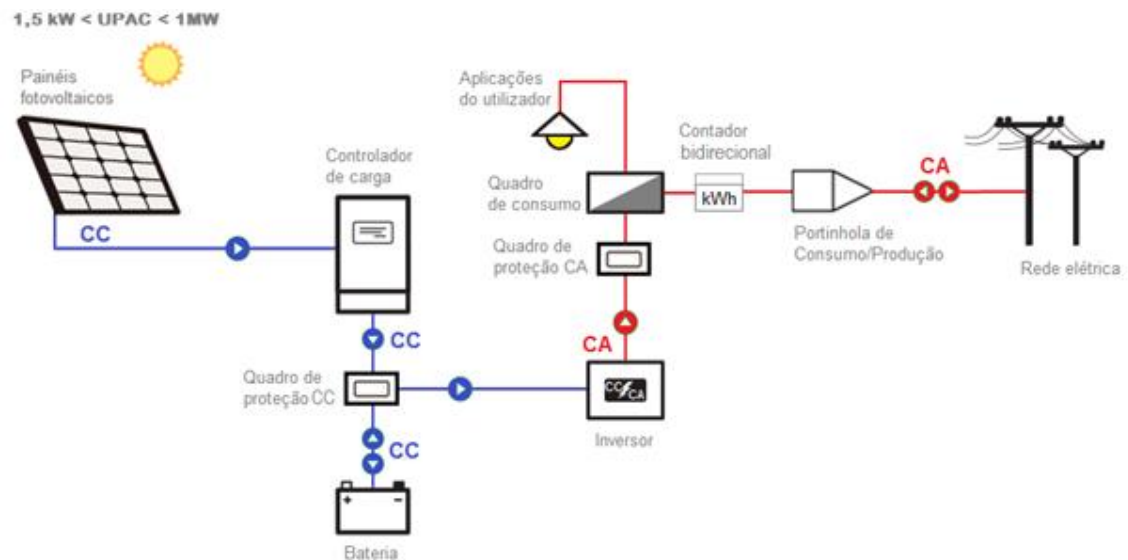 1,5 kW < UPAC < 1MW
Painéis
fotovoltaicos
CC
Controlador
de carga
CC
Quadro de
proteção CC
CC
+ −
Bateria
Aplicações
do utilizador
Quadro
de consumo
Quadro de
proteção CA
CA
CC
CA
Inversor
Contador
bidirecional
kWh
Portinhola de
Consumo/Produção
CA
Rede elétrica